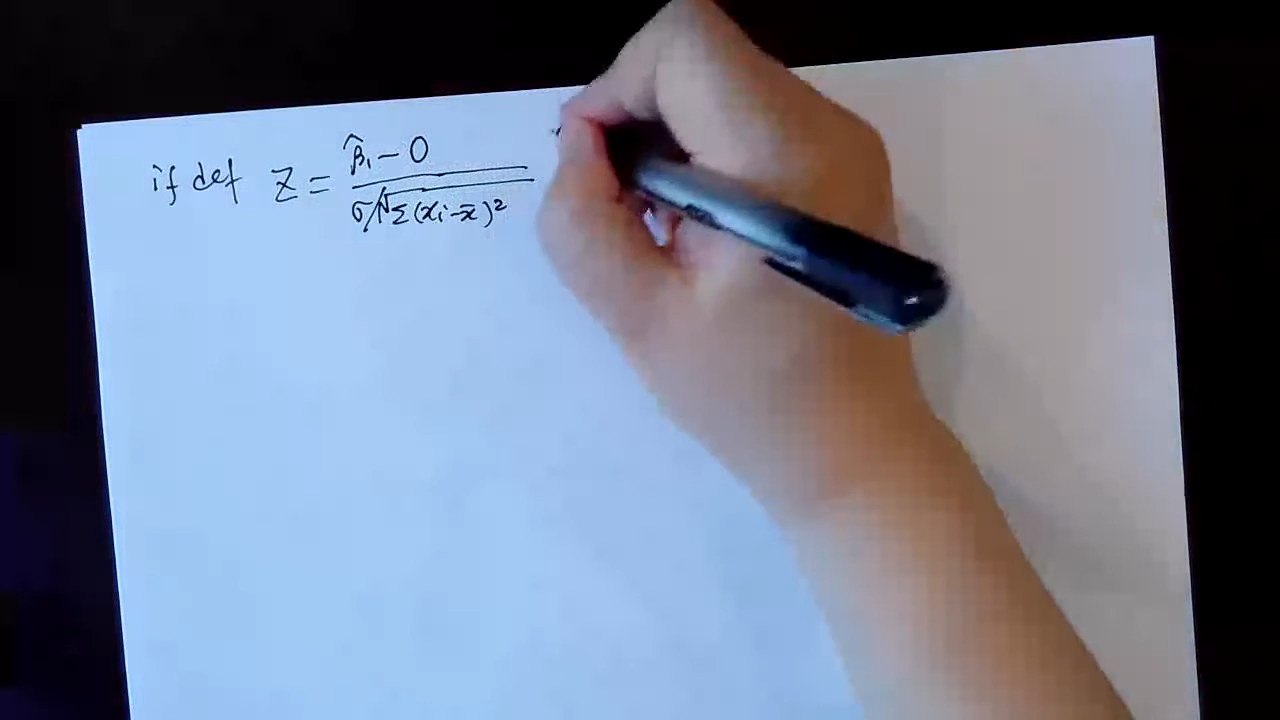 if def Z = β̂₁ - 0 / σ/√Σ(xᵢ-x̄)²